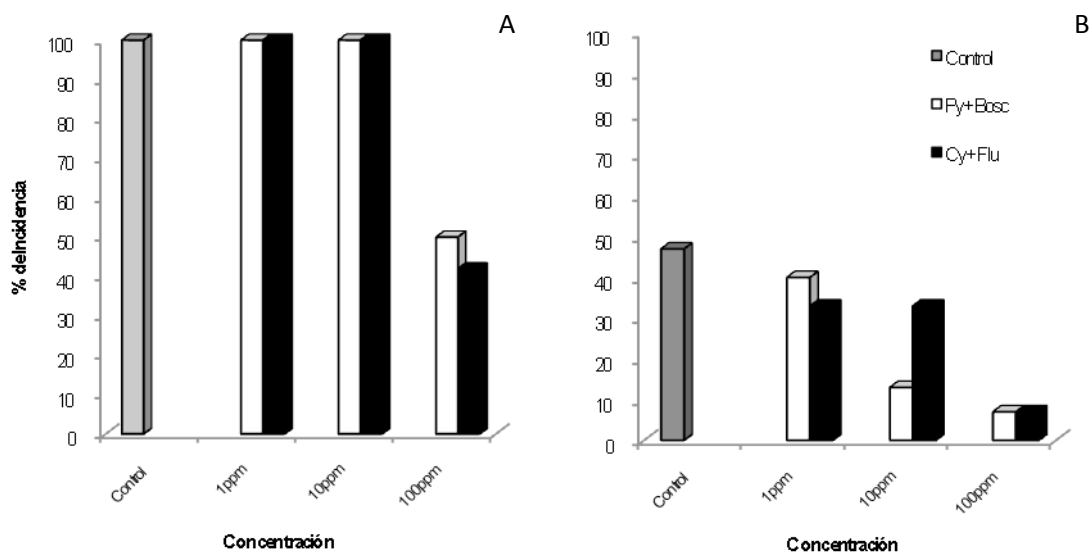 A
100
90
80
70
60
50
40
30
20
10
0
% deIncidencia
Control
1ppm
10ppm
100ppm
Concentración
B
100
90
80
70
60
50
40
30
20
10
0
Control
Py+Bosc
Cy+Flu
Control
1ppm
10ppm
100ppm
Concentración